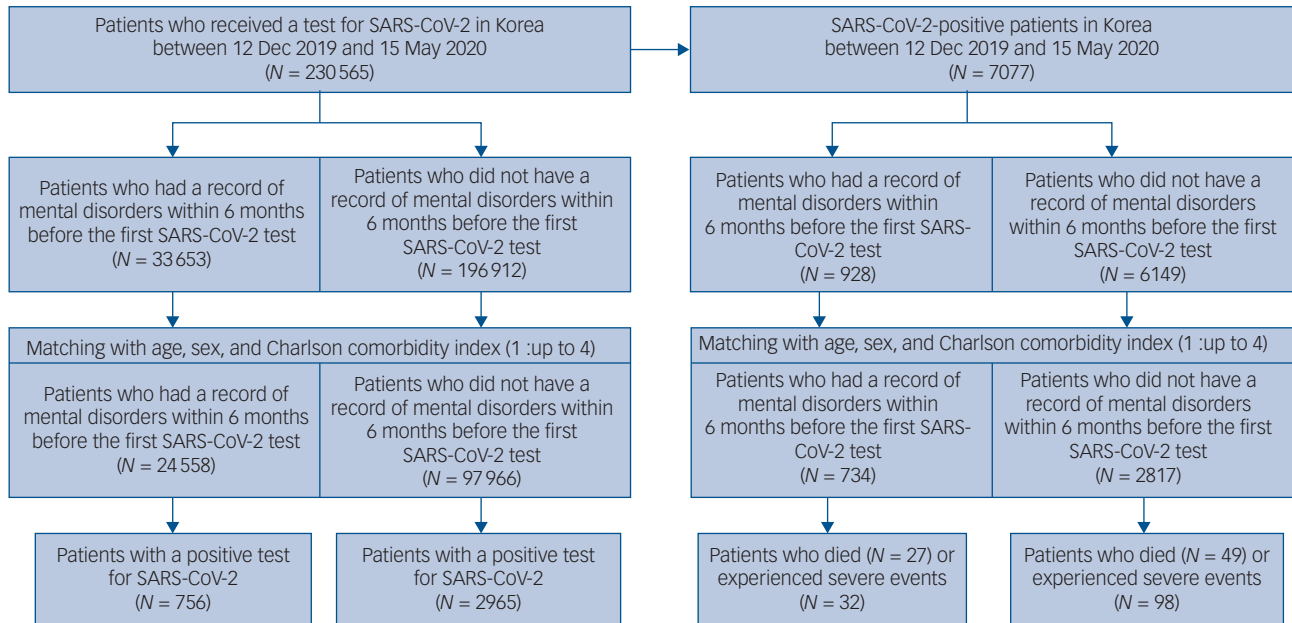 Patients who received a test for SARS-CoV-2 in Korea
between 12 Dec 2019 and 15 May 2020
(N = 230 565)
SARS-CoV-2-positive patients in Korea
between 12 Dec 2019 and 15 May 2020
(N = 7077)
Patients who had a record of
mental disorders within 6 months
before the first SARS-CoV-2 test
(N = 33 653)
Patients who did not have a
record of mental disorders within
6 months before the first
SARS-CoV-2 test
(N = 196 912)
Patients who had a record of
mental disorders within
6 months before the first SARS-
CoV-2 test
(N = 928)
Patients who did not have a
record of mental disorders
within 6 months before the first
SARS-CoV-2 test
(N = 6149)
Matching with age, sex, and Charlson comorbidity index (1 :up to 4)
Patients who had a record of
mental disorders within 6 months
before the first SARS-CoV-2 test
(N = 24 558)
Patients who did not have a
record of mental disorders within
6 months before the first
SARS-CoV-2 test
(N = 97 966)
Matching with age, sex, and Charlson comorbidity index (1 :up to 4)
Patients who had a record of
mental disorders within
6 months before the first SARS-
CoV-2 test
(N = 734)
Patients who did not have a
record of mental disorders
within 6 months before the first
SARS-CoV-2 test
(N = 2817)
Patients with a positive test
for SARS-CoV-2
(N = 756)
Patients with a positive test
for SARS-CoV-2
(N = 2965)
Patients who died (N = 27) or
experienced severe events
(N = 32)
Patients who died (N = 49) or
experienced severe events
(N = 98)